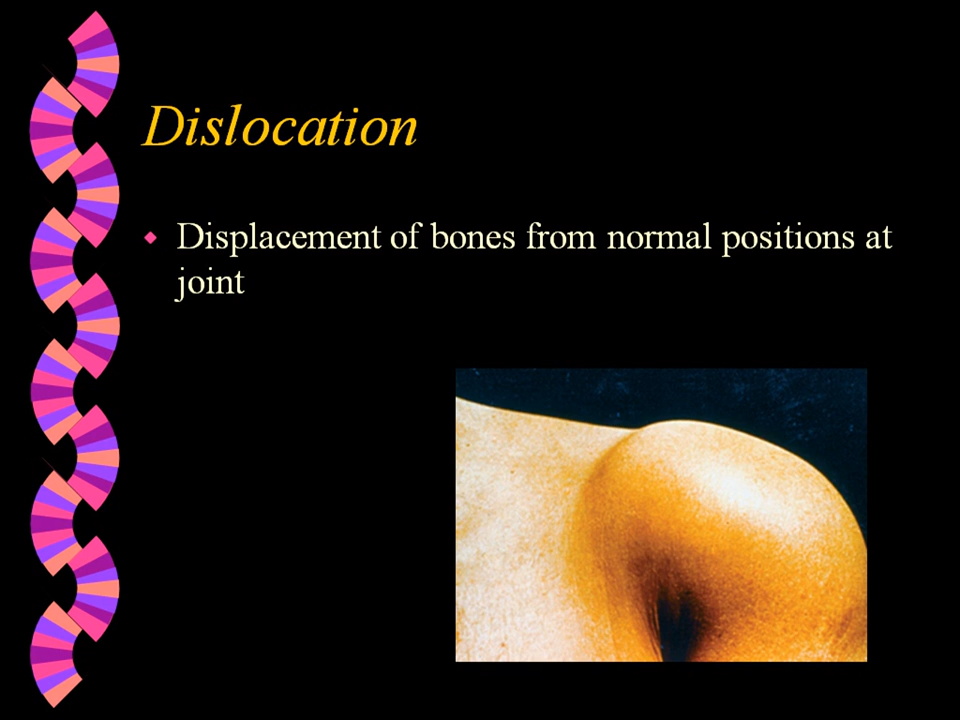 Dislocation
Displacement of bones from normal positions at
joint